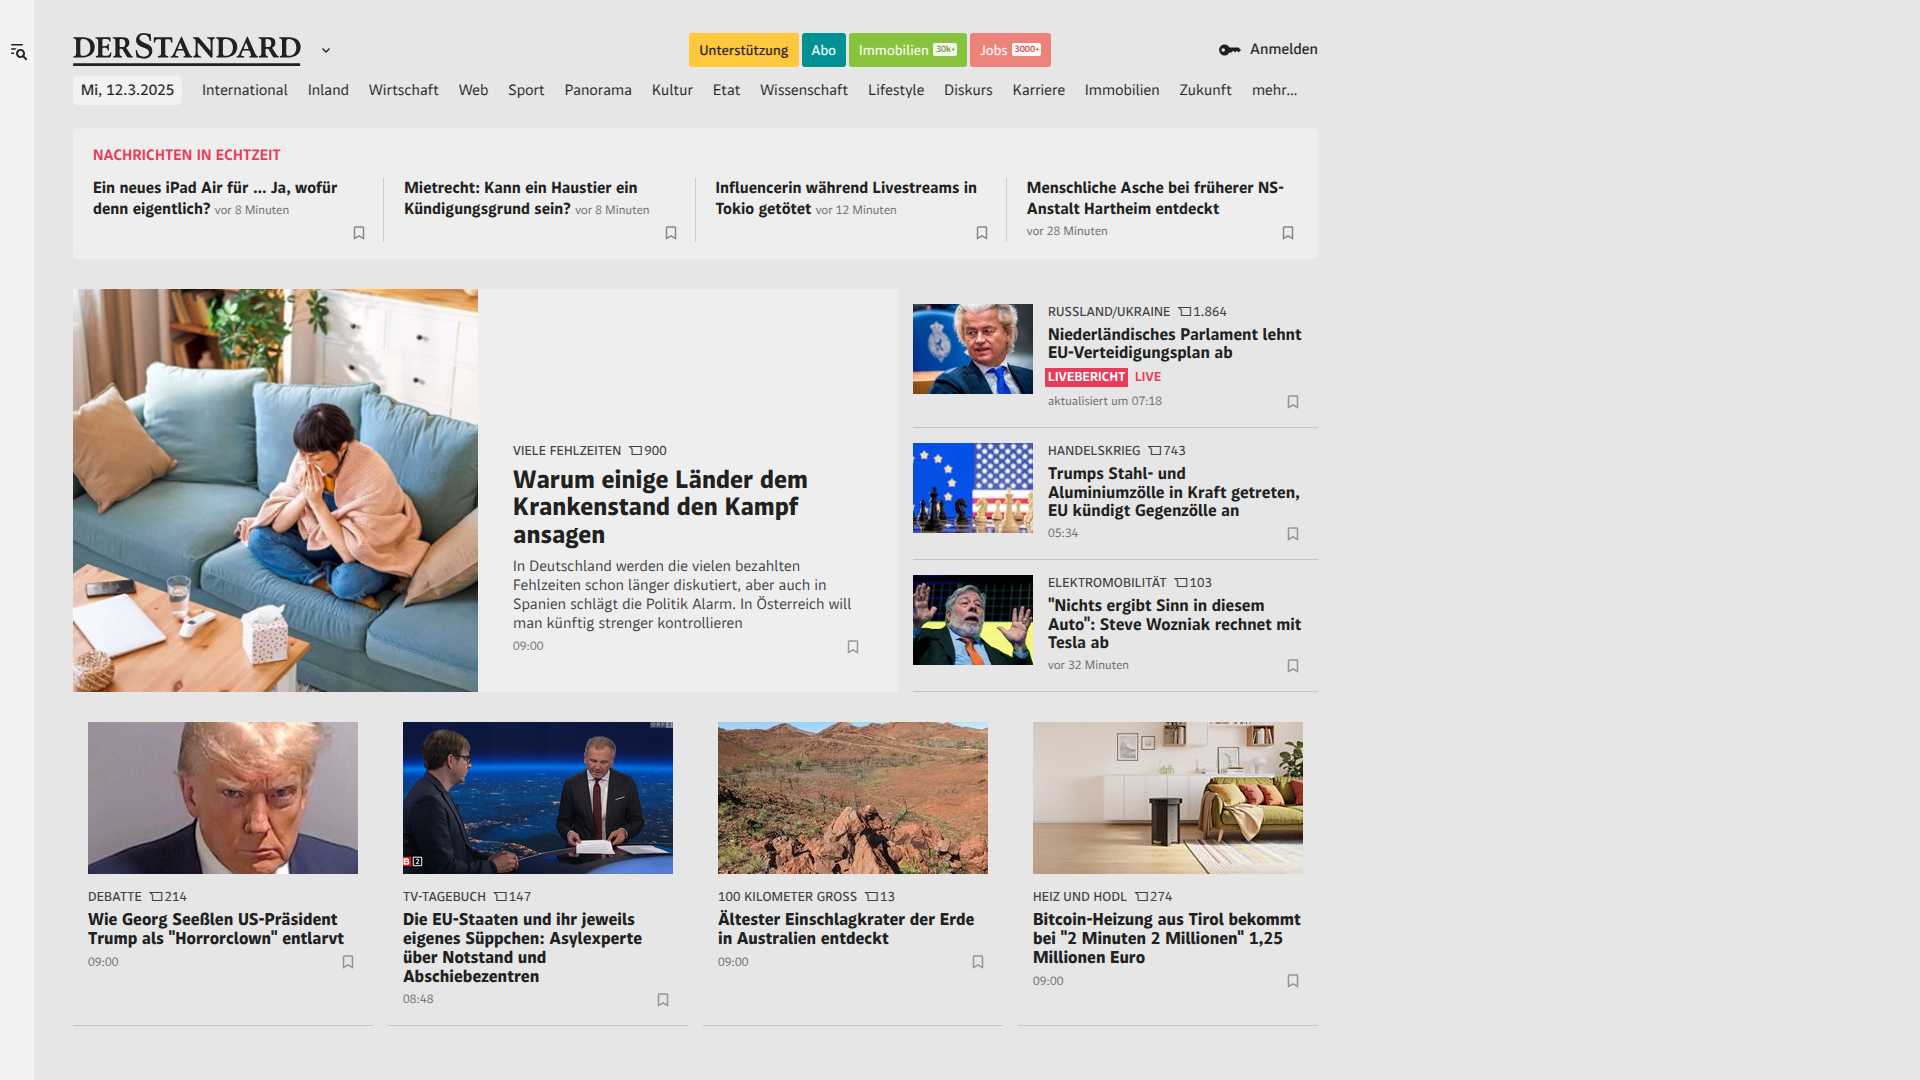 DERSTANDARD
Unterstützung
Abo
Immobilien 30k+
Jobs 3000+
Anmelden
Mi, 12.3.2025
International
Inland
Wirtschaft
Web
Sport
Panorama
Kultur
Etat
Wissenschaft
Lifestyle
Diskurs
Karriere
Immobilien
Zukunft
mehr...
NACHRICHTEN IN ECHTZEIT
Ein neues iPad Air für ... Ja, wofür
denn eigentlich? vor 8 Minuten
Mietrecht: Kann ein Haustier ein
Kündigungsgrund sein? vor 8 Minuten
Influencerin während Livestreams in
Tokio getötet vor 12 Minuten
Menschliche Asche bei früherer NS-
Anstalt Hartheim entdeckt
vor 28 Minuten
VIELE FEHLZEITEN 900
Warum einige Länder dem
Krankenstand den Kampf
ansagen
In Deutschland werden die vielen bezahlten
Fehlzeiten schon länger diskutiert, aber auch in
Spanien schlägt die Politik Alarm. In Österreich will
man künftig strenger kontrollieren
09:00
RUSSLAND/UKRAINE 1.864
Niederländisches Parlament lehnt
EU-Verteidigungsplan ab
LIVEBERICHT LIVE
aktualisiert um 07:18
HANDELSKRIEG 743
Trumps Stahl- und
Aluminiumzölle in Kraft getreten,
EU kündigt Gegenzölle an
05:34
ELEKTROMOBILITÄT 103
"Nichts ergibt Sinn in diesem
Auto": Steve Wozniak rechnet mit
Tesla ab
vor 32 Minuten
DEBATTE 214
Wie Georg Seeßlen US-Präsident
Trump als "Horrorclown" entlarvt
09:00
TV-TAGEBUCH 147
Die EU-Staaten und ihr jeweils
eigenes Süppchen: Asylexperte
über Notstand und
Abschiebezentren
08:48
100 KILOMETER GROSS 13
Ältester Einschlagkrater der Erde
in Australien entdeckt
09:00
HEIZ UND HODL 274
Bitcoin-Heizung aus Tirol bekommt
bei "2 Minuten 2 Millionen" 1,25
Millionen Euro
09:00